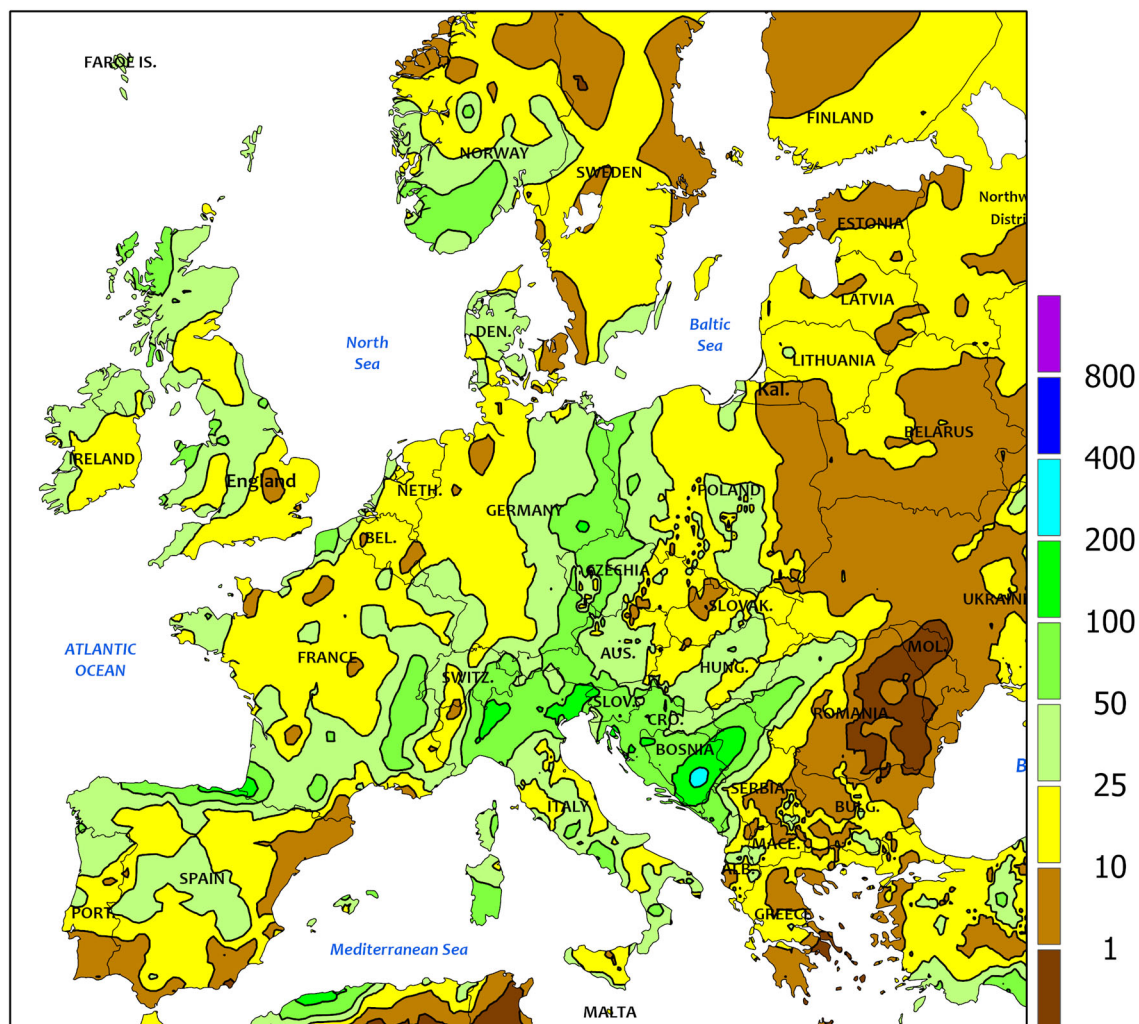 FAROE IS.
FINLAND
NORWAY
SWEDEN
Northw
Distri
ESTONIA
LATVIA
DEN.
North
Sea
Baltic
Sea
LITHUANIA
Kal.
BELARUS
IRELAND
England
NETH.
GERMANY
POLAND
BEL.
CZECHIA
SLOVAK.
UKRAINE
ATLANTIC
OCEAN
FRANCE
SWITZ.
AUS.
HUNG.
MOL.
SLOVO
CRO.
ROMANIA
BOSNIA
B
ITALY
SERBIA
BULG.
MACE.
ALB.
SPAIN
PORT.
GREECE
Mediterranean Sea
MALTA
800
400
200
100
50
25
10
1